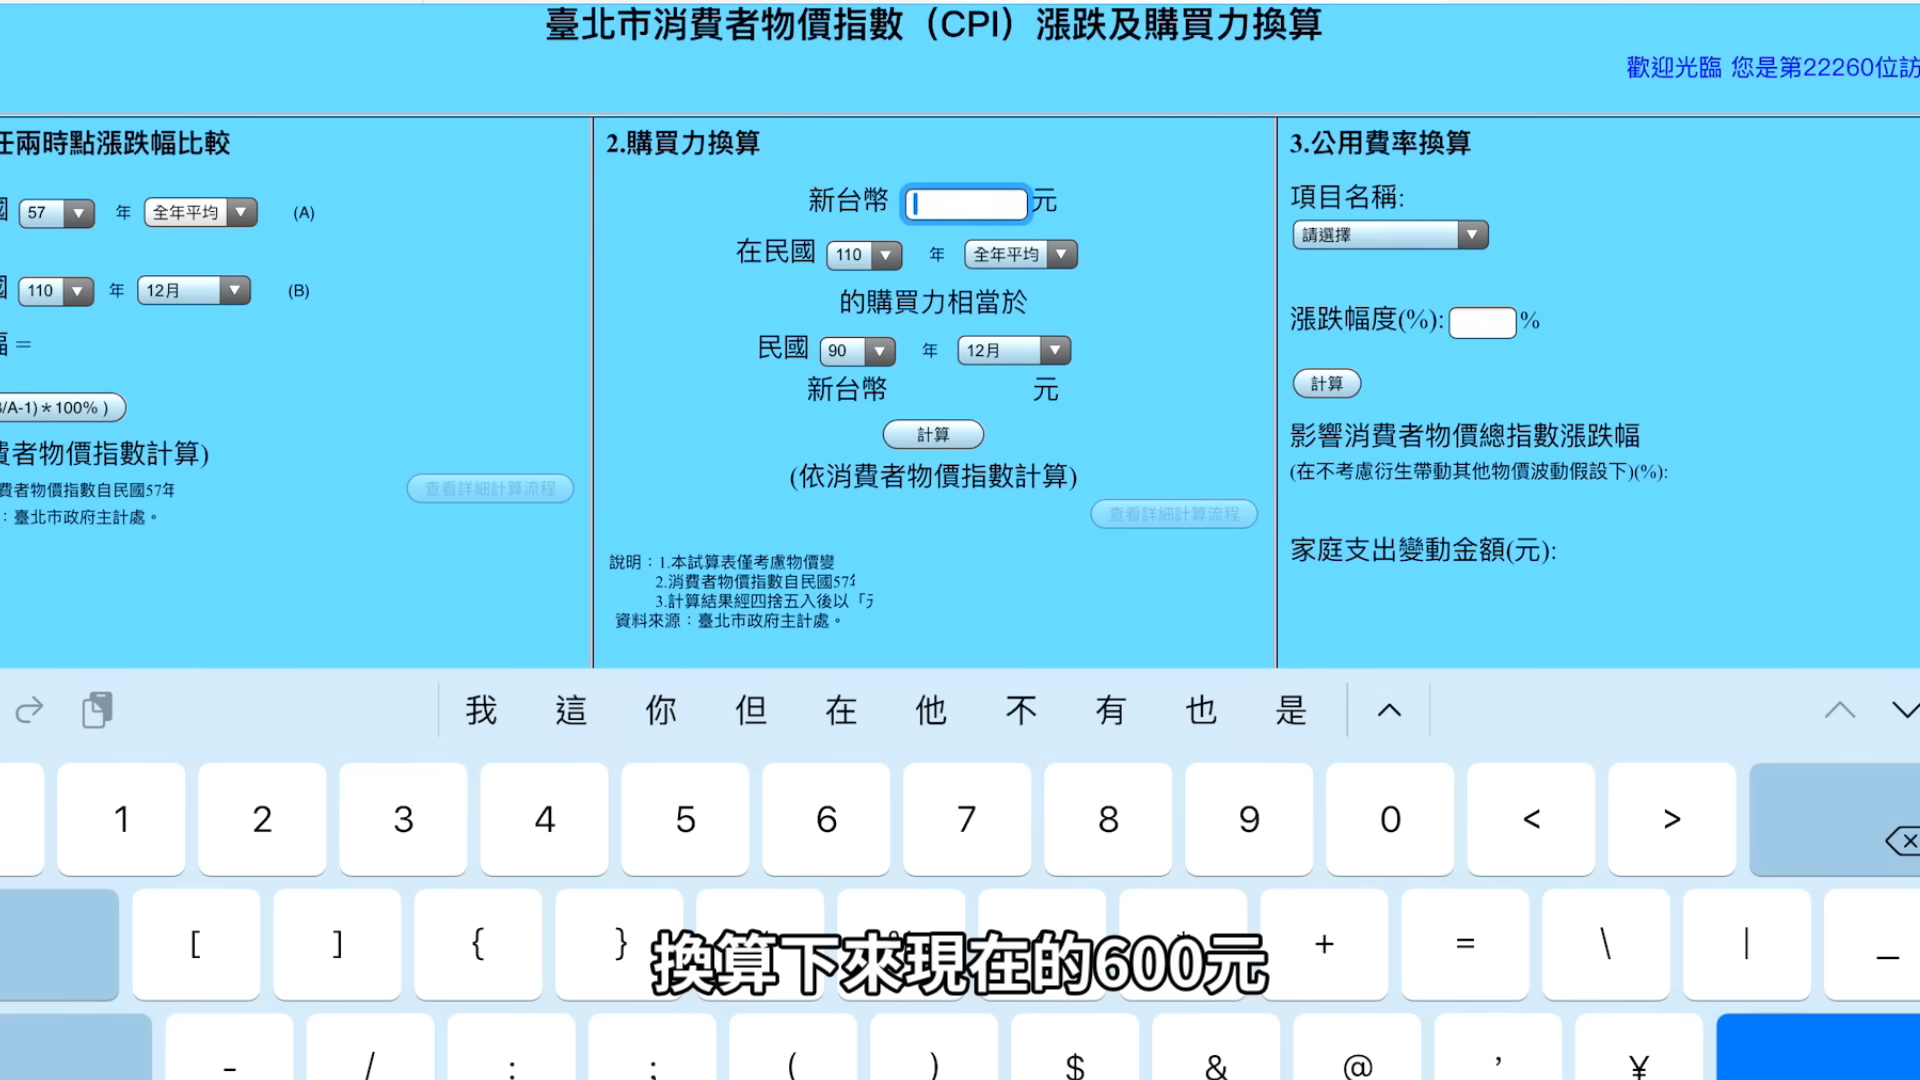 臺北市消費者物價指數（CPI）漲跌及購買力換算
歡迎光臨 您是第22260位訪
任兩時點漲跌幅比較
57 年 全年平均 (A)
110 年 12月 (B)
幅 =
/A-1)＊100% )
費者物價指數計算)
查看詳細計算流程
費者物價指數自民國57年
：臺北市政府主計處。
2.購買力換算
新台幣 元
在民國 110 年 全年平均
的購買力相當於
民國 90 年 12月
新台幣 元
計算
(依消費者物價指數計算)
查看詳細計算流程
說明：1.本試算表僅考慮物價變
2.消費者物價指數自民國57
3.計算結果經四捨五入後以「
資料來源：臺北市政府主計處。
3.公用費率換算
項目名稱:
請選擇
漲跌幅度(%): %
計算
影響消費者物價總指數漲跌幅
(在不考慮衍生帶動其他物價波動假設下)(%):
家庭支出變動金額(元):
我 這 你 但 在 他 不 有 也 是
1 2 3 4 5 6 7 8 9 0 < >
[ ] { } + = \ | _
換算下來現在的600元
- / : ; ( ) $ & @ ’ ¥